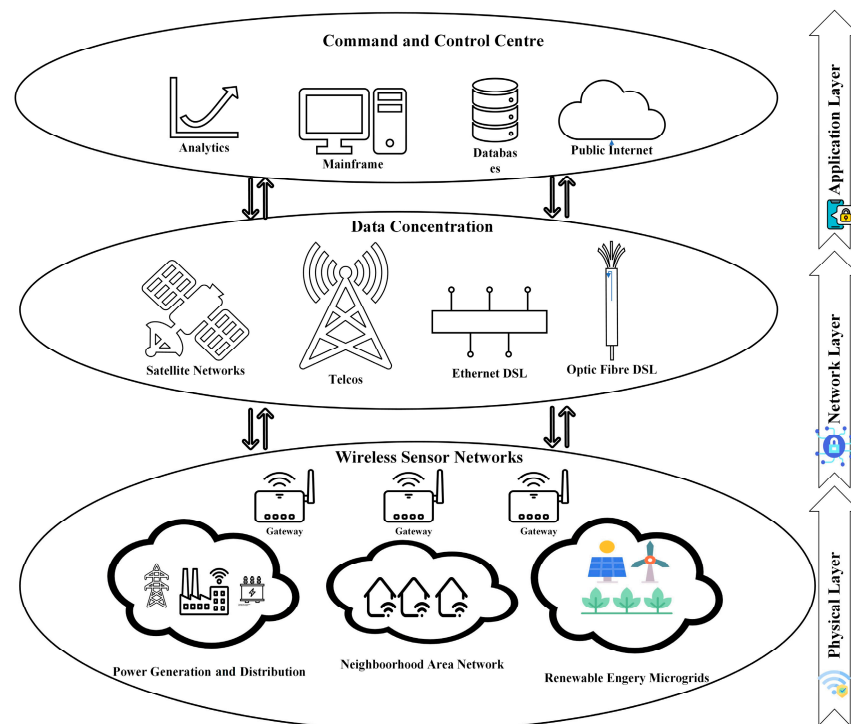 Command and Control Centre
Analytics
Mainframe
Databas
es
Public Internet
Application Layer
Data Concentration
Satellite Networks
Telcos
Ethernet DSL
Optic Fibre DSL
Network Layer
Wireless Sensor Networks
Gateway
Gateway
Gateway
Power Generation and Distribution
Neighboorhood Area Network
Renewable Engery Microgrids
Physical Layer